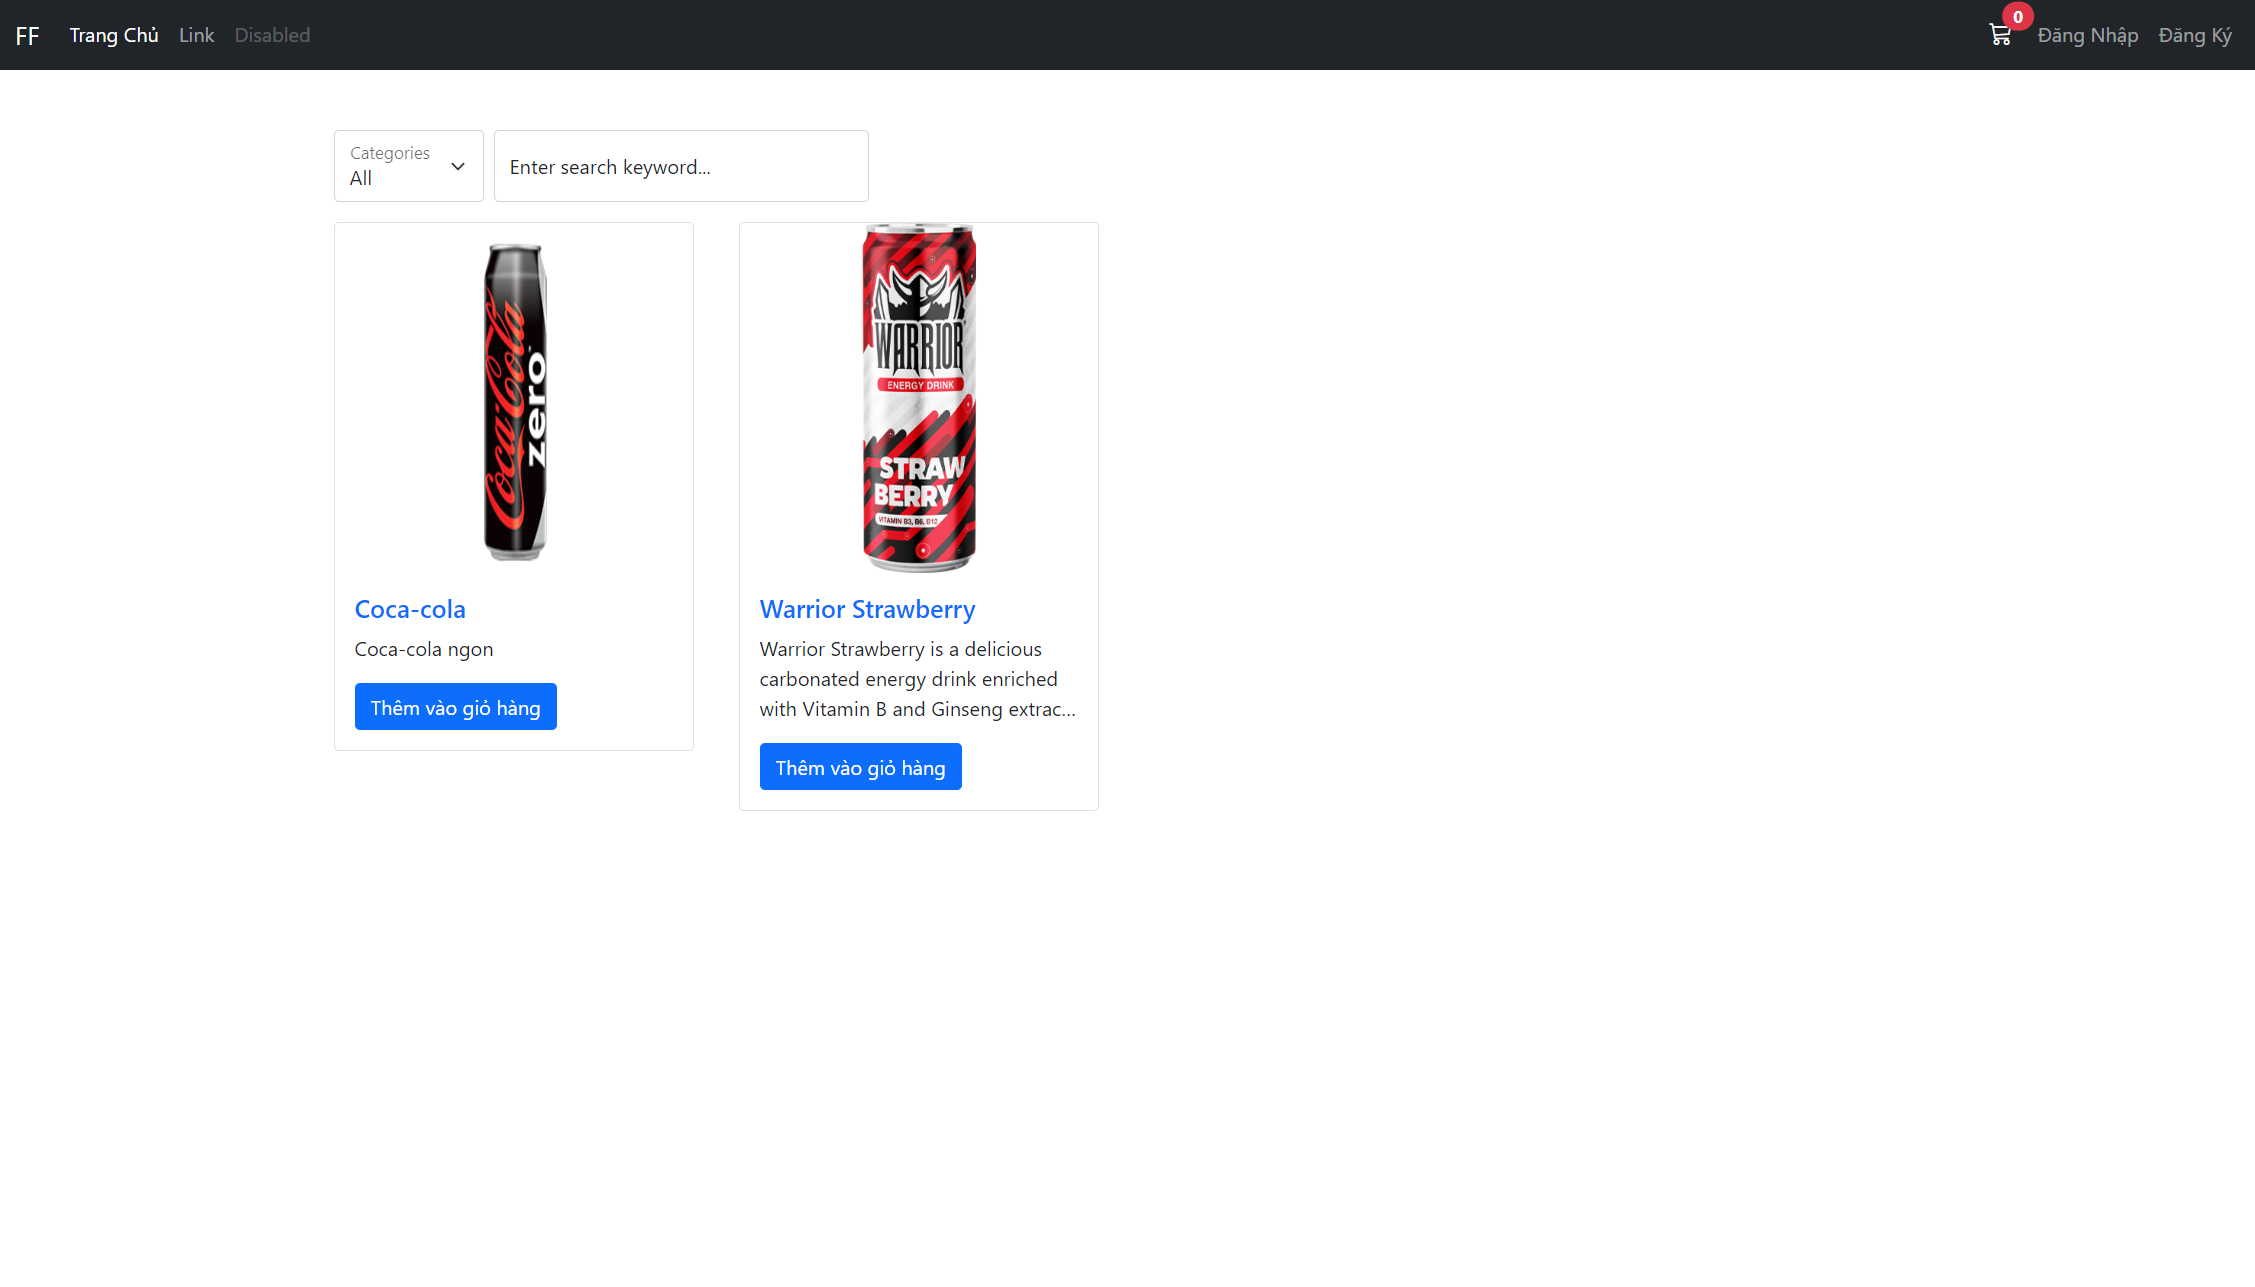 FF Trang Chủ Link Disabled 0 Đăng Nhập Đăng Ký
Categories
All
Enter search keyword...
Coca-Cola
zero
WARRIOR
ENERGY DRINK
STRAW
BERRY
VITAMIN B3, B6, B12
Coca-cola
Coca-cola ngon
Thêm vào giỏ hàng
Warrior Strawberry
Warrior Strawberry is a delicious
carbonated energy drink enriched
with Vitamin B and Ginseng extrac...
Thêm vào giỏ hàng